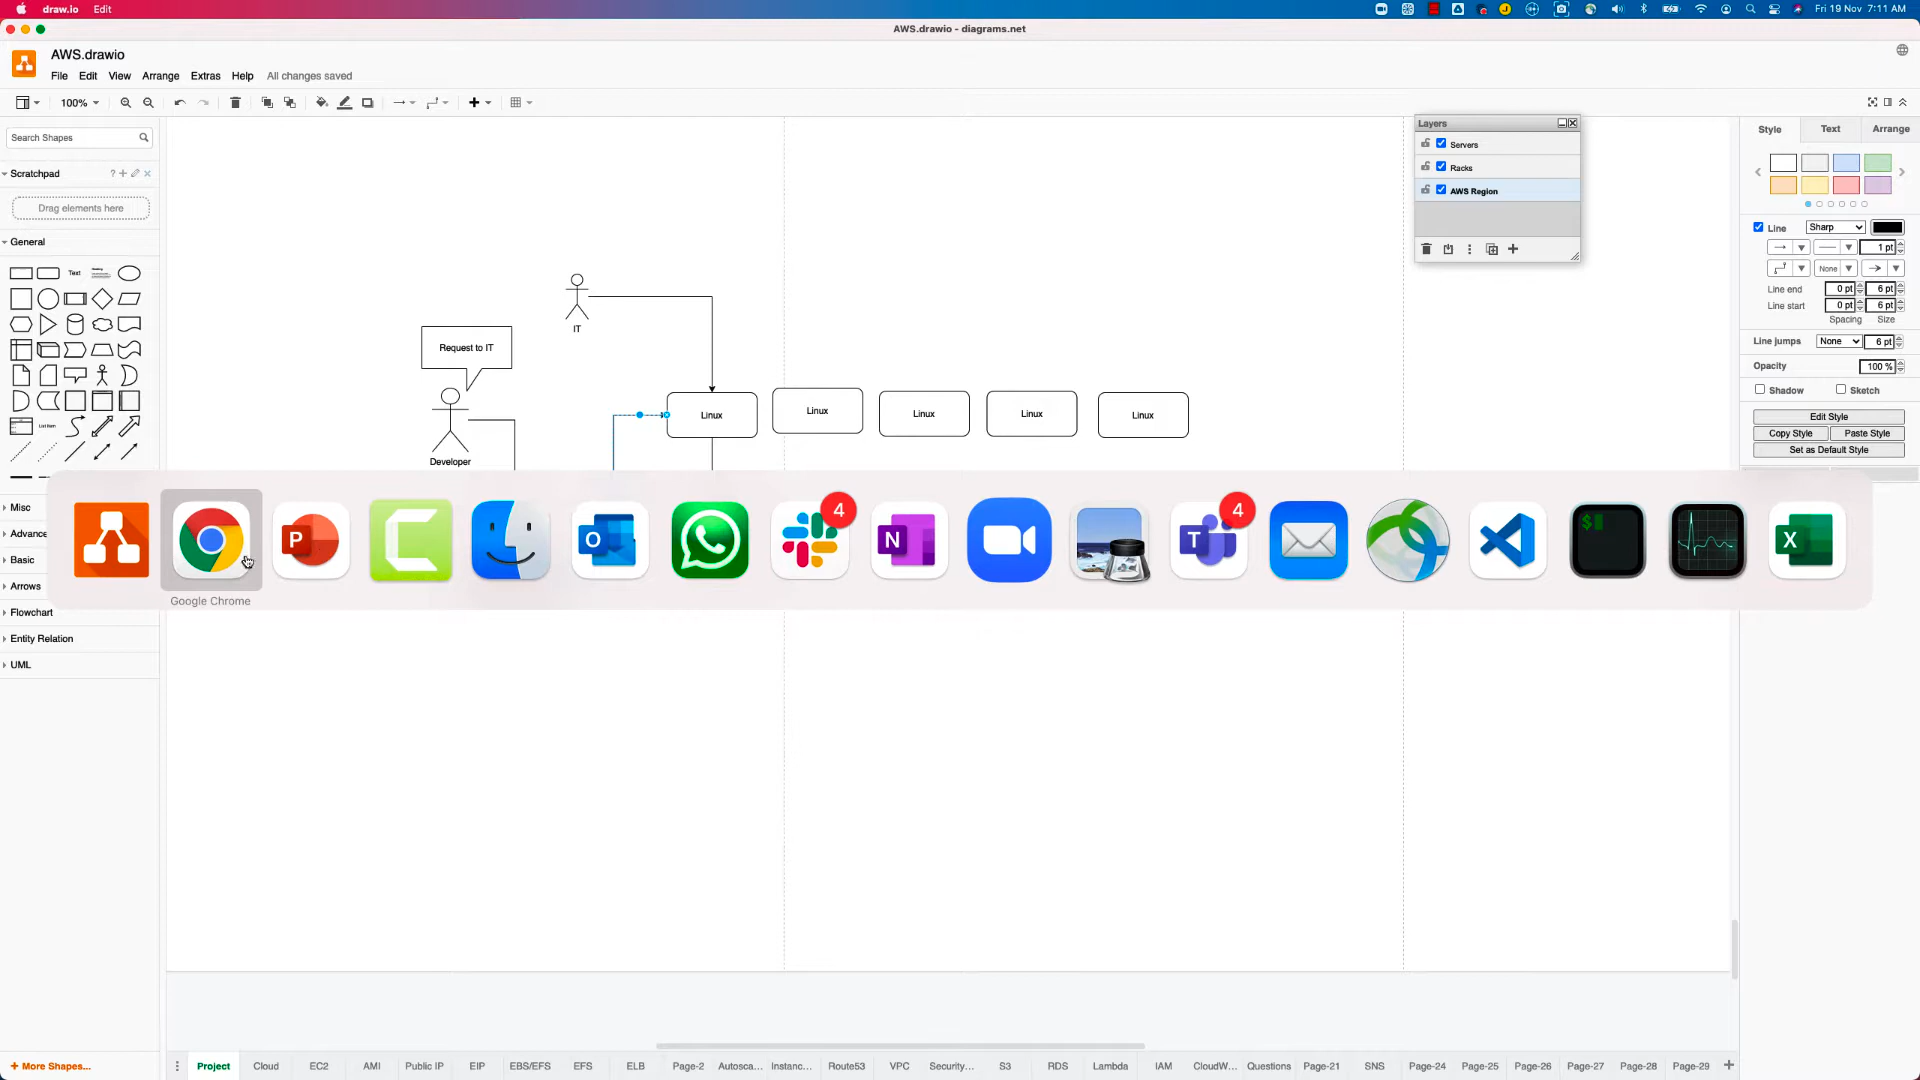 draw.io Edit
Fri 19 Nov 7:11 AM
AWS.drawio - diagrams.net
AWS.drawio
File Edit View Arrange Extras Help All changes saved
100%
Search Shapes
Scratchpad
Drag elements here
General
Text
Heading
List Item
Misc
Advance
Basic
Arrows
Flowchart
Entity Relation
UML
+ More Shapes...
Layers
Servers
Racks
AWS Region
IT
Request to IT
Developer
Linux
Linux
Linux
Linux
Linux
Style Text Arrange
Line
Sharp
1 pt
None
Line end
0 pt
6 pt
Line start
0 pt
6 pt
Spacing Size
Line jumps
None
6 pt
Opacity
100 %
Shadow
Sketch
Edit Style
Copy Style
Paste Style
Set as Default Style
P
O
4
N
4
T
$
X
Google Chrome
Project Cloud EC2 AMI Public IP EIP EBS/EFS EFS ELB Page-2 Autosca... Instanc... Route53 VPC Security... S3 RDS Lambda IAM CloudW... Questions Page-21 SNS Page-24 Page-25 Page-26 Page-27 Page-28 Page-29